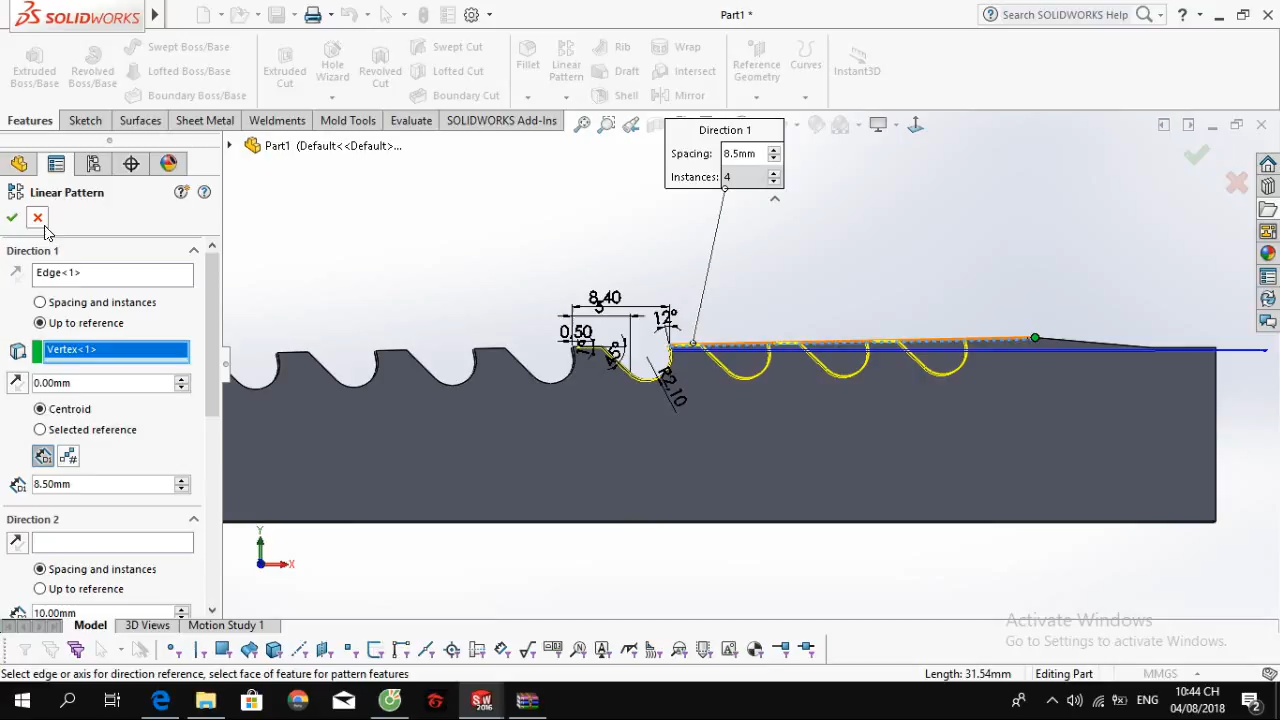 SOLIDWORKS
Part1 *
Search SOLIDWORKS Help
Extruded Boss/Base
Revolved Boss/Base
Swept Boss/Base
Lofted Boss/Base
Boundary Boss/Base
Extruded Cut
Hole Wizard
Revolved Cut
Swept Cut
Lofted Cut
Boundary Cut
Fillet
Linear Pattern
Rib
Draft
Shell
Wrap
Intersect
Mirror
Reference Geometry
Curves
Instant3D
Features
Sketch
Surfaces
Sheet Metal
Weldments
Mold Tools
Evaluate
SOLIDWORKS Add-Ins
Part1 (Default<<Default>...
Direction 1
Spacing: 8.5mm
Instances: 4
Linear Pattern
Direction 1
Edge<1>
Spacing and instances
Up to reference
Vertex<1>
0.00mm
Centroid
Selected reference
8.50mm
Direction 2
Spacing and instances
Up to reference
10.00mm
8.40
5
0.50
12°
R2.10
Y
X
Model
3D Views
Motion Study 1
Activate Windows
Go to Settings to activate Windows.
Select edge or axis for direction reference, select face of feature for pattern features
Length: 31.54mm
Editing Part
MMGS
SW
2016
ENG
10:44 CH
04/08/2018
2